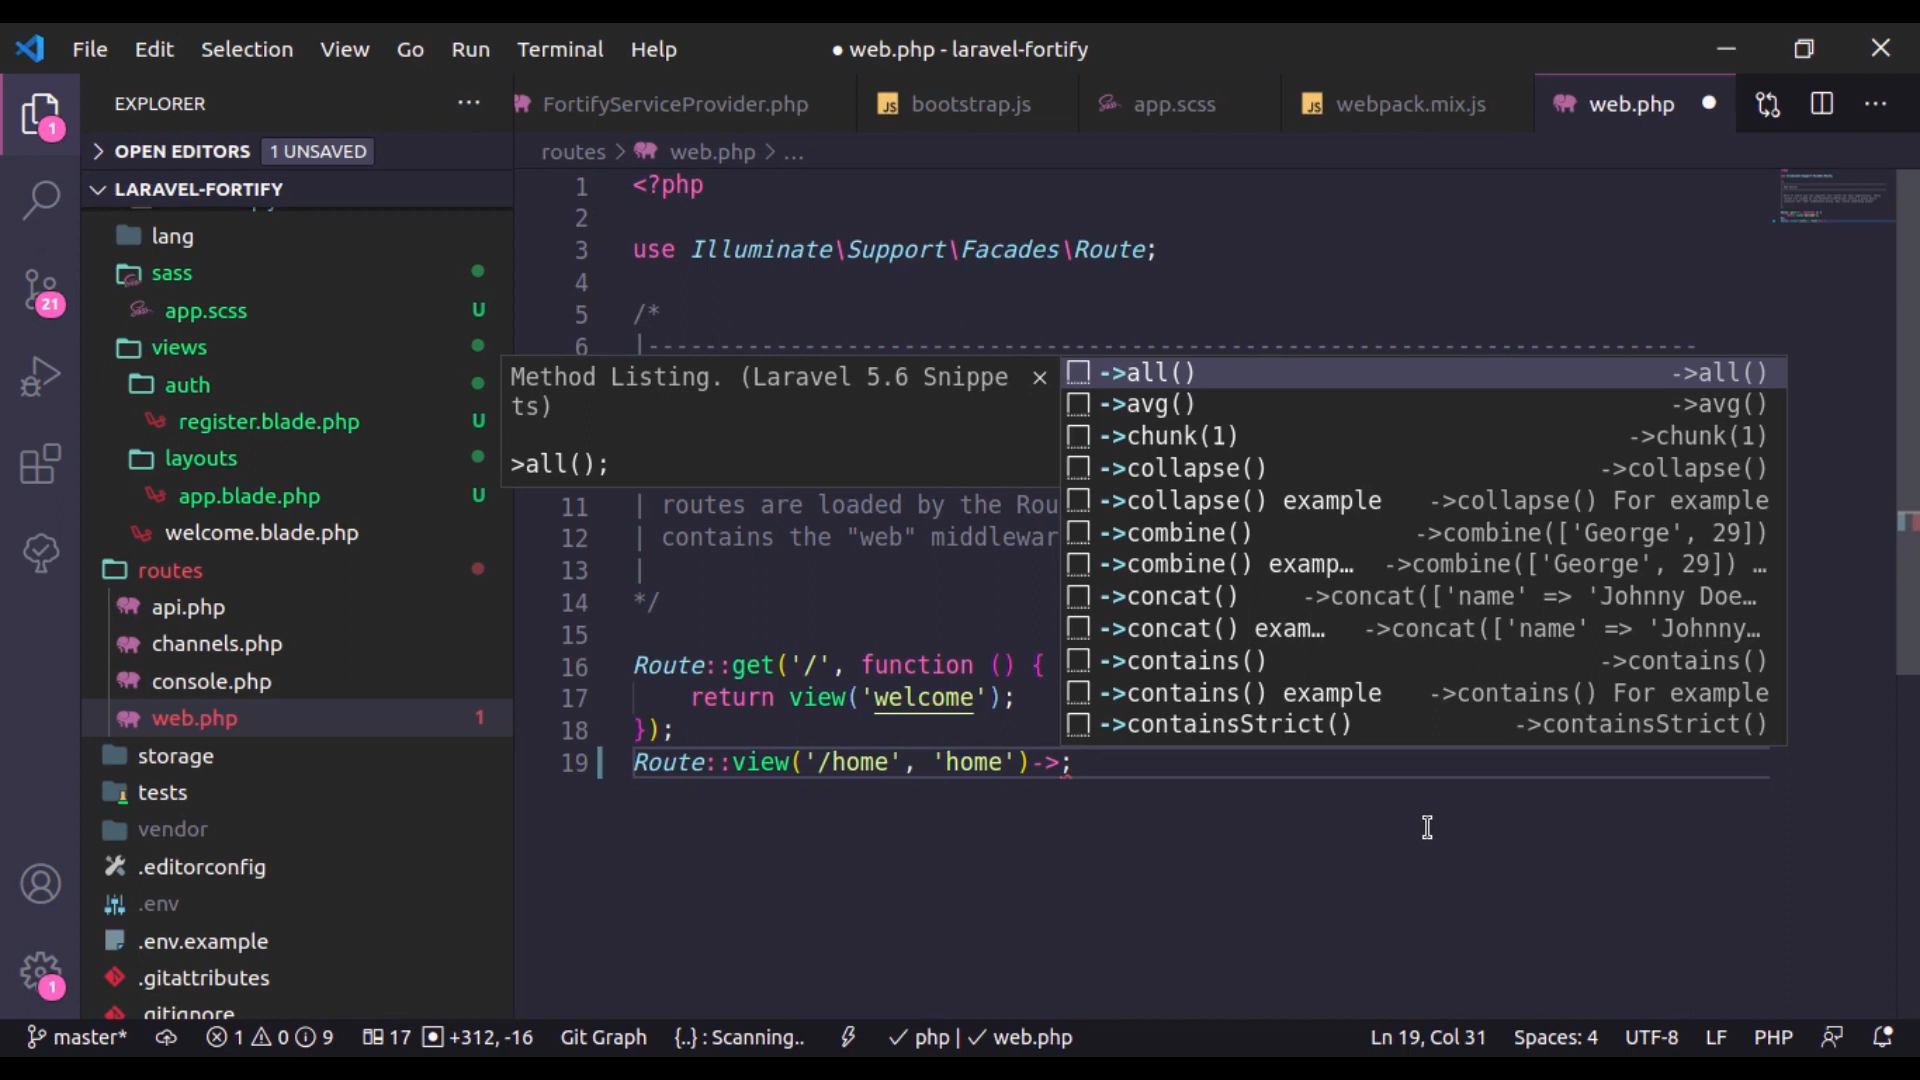 File Edit Selection View Go Run Terminal Help
● web.php - laravel-fortify
EXPLORER
FortifyServiceProvider.php
bootstrap.js
app.scss
webpack.mix.js
web.php
OPEN EDITORS 1 UNSAVED
LARAVEL-FORTIFY
lang
sass
app.scss U
views
auth
register.blade.php U
layouts
app.blade.php U
welcome.blade.php
routes
api.php
channels.php
console.php
web.php 1
storage
tests
vendor
.editorconfig
.env
.env.example
.gitattributes
.gitignore
1
21
1
routes > web.php > ...
1 <?php
2
3 use Illuminate\Support\Facades\Route;
4
5 /*
6 |--------------------------------------------------------------------------
Method Listing. (Laravel 5.6 Snippe
ts)
>all();
->all() ->all()
->avg() ->avg()
->chunk(1) ->chunk(1)
->collapse() ->collapse()
->collapse() example ->collapse() For example
->combine() ->combine(['George', 29])
->combine() examp… ->combine(['George', 29]) …
->concat() ->concat(['name' => 'Johnny Doe…
->concat() exam… ->concat(['name' => 'Johnny…
->contains() ->contains()
->contains() example ->contains() For example
->containsStrict() ->containsStrict()
11 | routes are loaded by the Rou
12 | contains the "web" middlewar
13 |
14 */
15
16 Route::get('/', function () {
17 return view('welcome');
18 });
19 Route::view('/home', 'home')->;
master* 1 0 9 17 +312, -16 Git Graph {..} : Scanning.. ✓ php | ✓ web.php Ln 19, Col 31 Spaces: 4 UTF-8 LF PHP